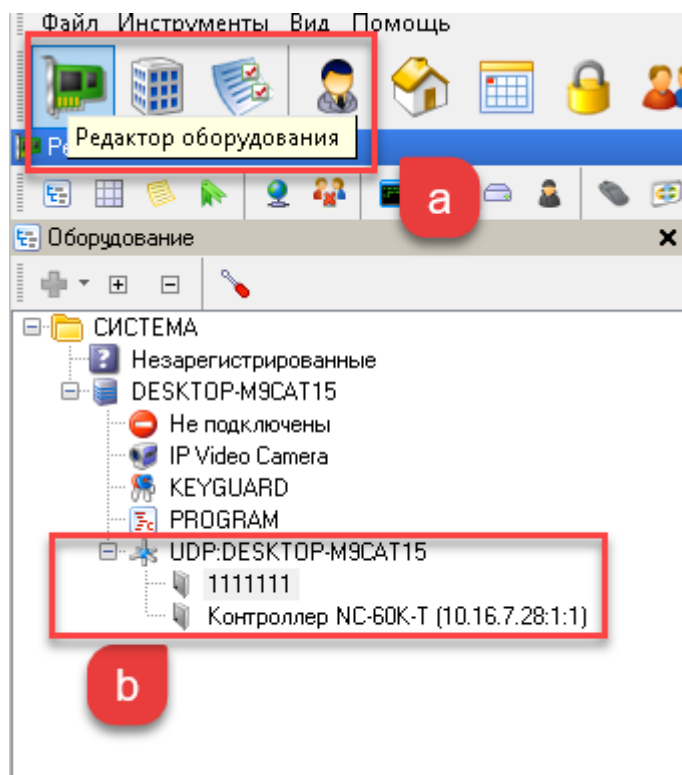 Файл Инструменты Вид Помощь
Редактор оборудования
a
Оборудование
СИСТЕМА
Незарегистрированные
DESKTOP-M9CAT15
Не подключены
IP Video Camera
KEYGUARD
PROGRAM
UDP:DESKTOP-M9CAT15
1111111
Контроллер NC-60K-T (10.16.7.28:1:1)
b